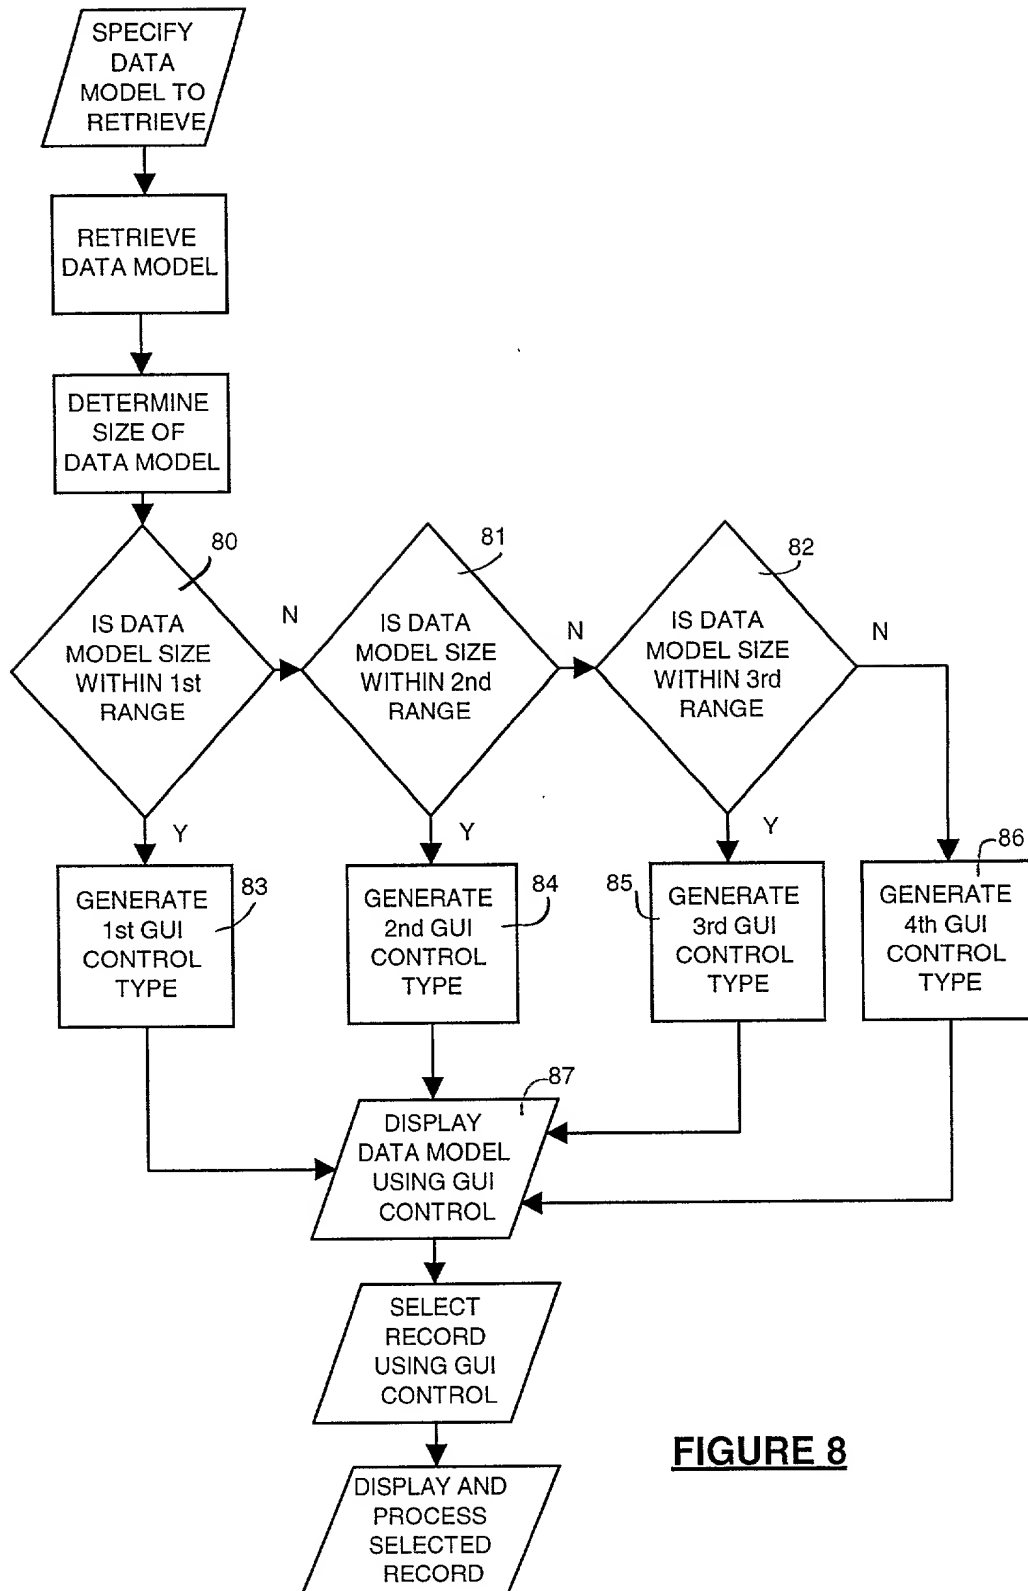 SPECIFY
DATA
MODEL TO
RETRIEVE
RETRIEVE
DATA MODEL
DETERMINE
SIZE OF
DATA MODEL
80
IS DATA
MODEL SIZE
WITHIN 1st
RANGE
N
Y
81
IS DATA
MODEL SIZE
WITHIN 2nd
RANGE
N
Y
82
IS DATA
MODEL SIZE
WITHIN 3rd
RANGE
N
Y
GENERATE
1st GUI
CONTROL
TYPE
83
GENERATE
2nd GUI
CONTROL
TYPE
84
85
GENERATE
3rd GUI
CONTROL
TYPE
86
GENERATE
4th GUI
CONTROL
TYPE
87
DISPLAY
DATA MODEL
USING GUI
CONTROL
SELECT
RECORD
USING GUI
CONTROL
DISPLAY AND
PROCESS
SELECTED
RECORD
FIGURE 8